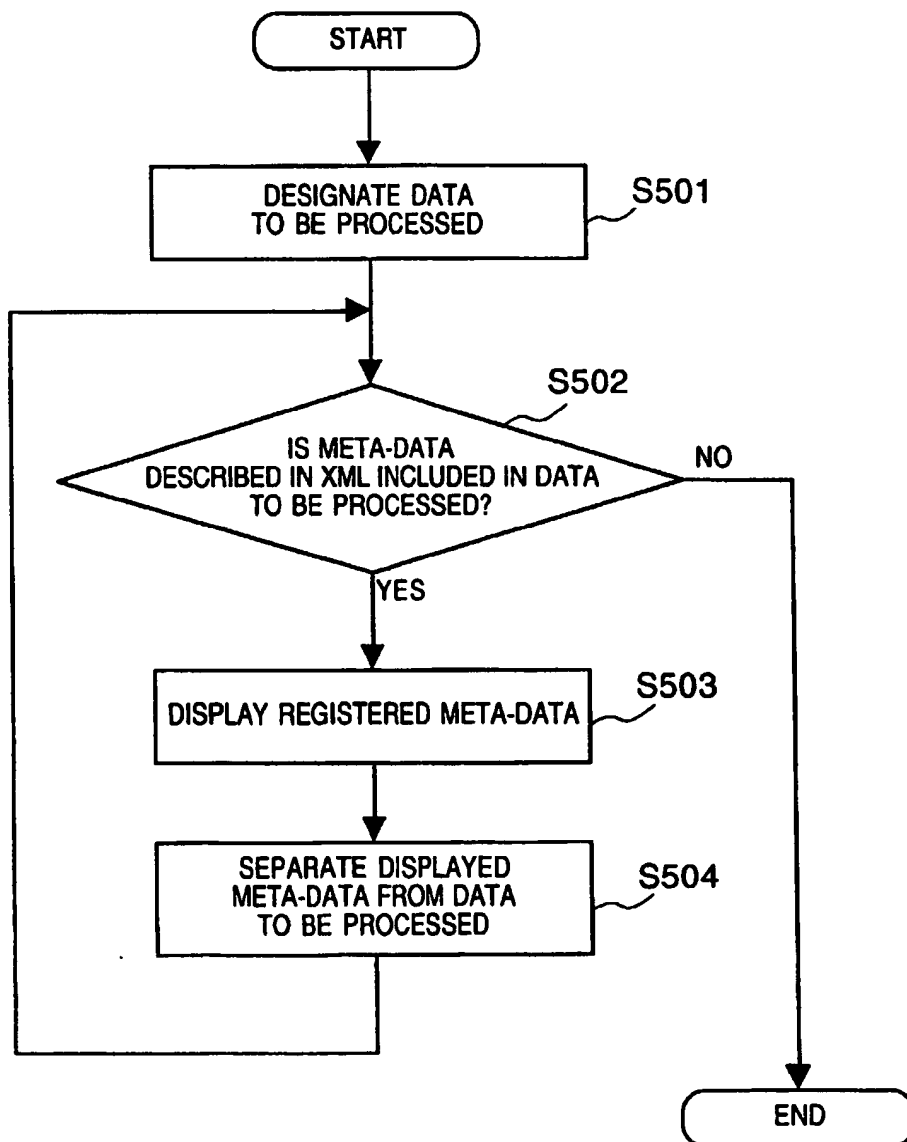 START
DESIGNATE DATA
TO BE PROCESSED
S501
S502
IS META-DATA
DESCRIBED IN XML INCLUDED IN DATA
TO BE PROCESSED?
NO
YES
S503
DISPLAY REGISTERED META-DATA
SEPARATE DISPLAYED
META-DATA FROM DATA
TO BE PROCESSED
S504
END